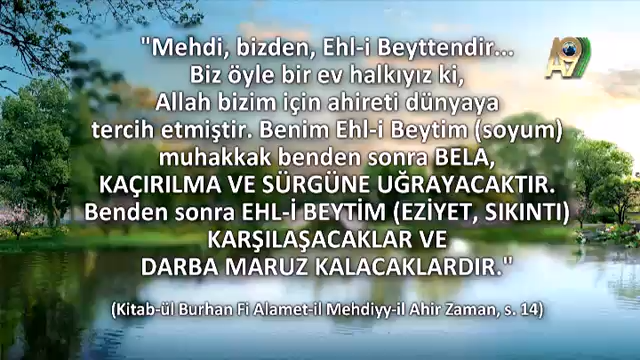 "Mehdi, bizden, Ehl-i Beyttendir...
Biz öyle bir ev halkıyız ki,
Allah bizim için ahireti dünyaya
tercih etmiştir. Benim Ehl-i Beytim (soyum)
muhakkak benden sonra BELA,
KAÇIRILMA VE SÜRGÜNE UĞRAYACAKTIR.
Benden sonra EHL-İ BEYTİM (EZİYET, SIKINTI)
KARŞILAŞACAKLAR VE
DARBA MARUZ KALACAKLARDIR."
(Kitab-ül Burhan Fi Alamet-il Mehdiyy-il Ahir Zaman, s. 14)
A9